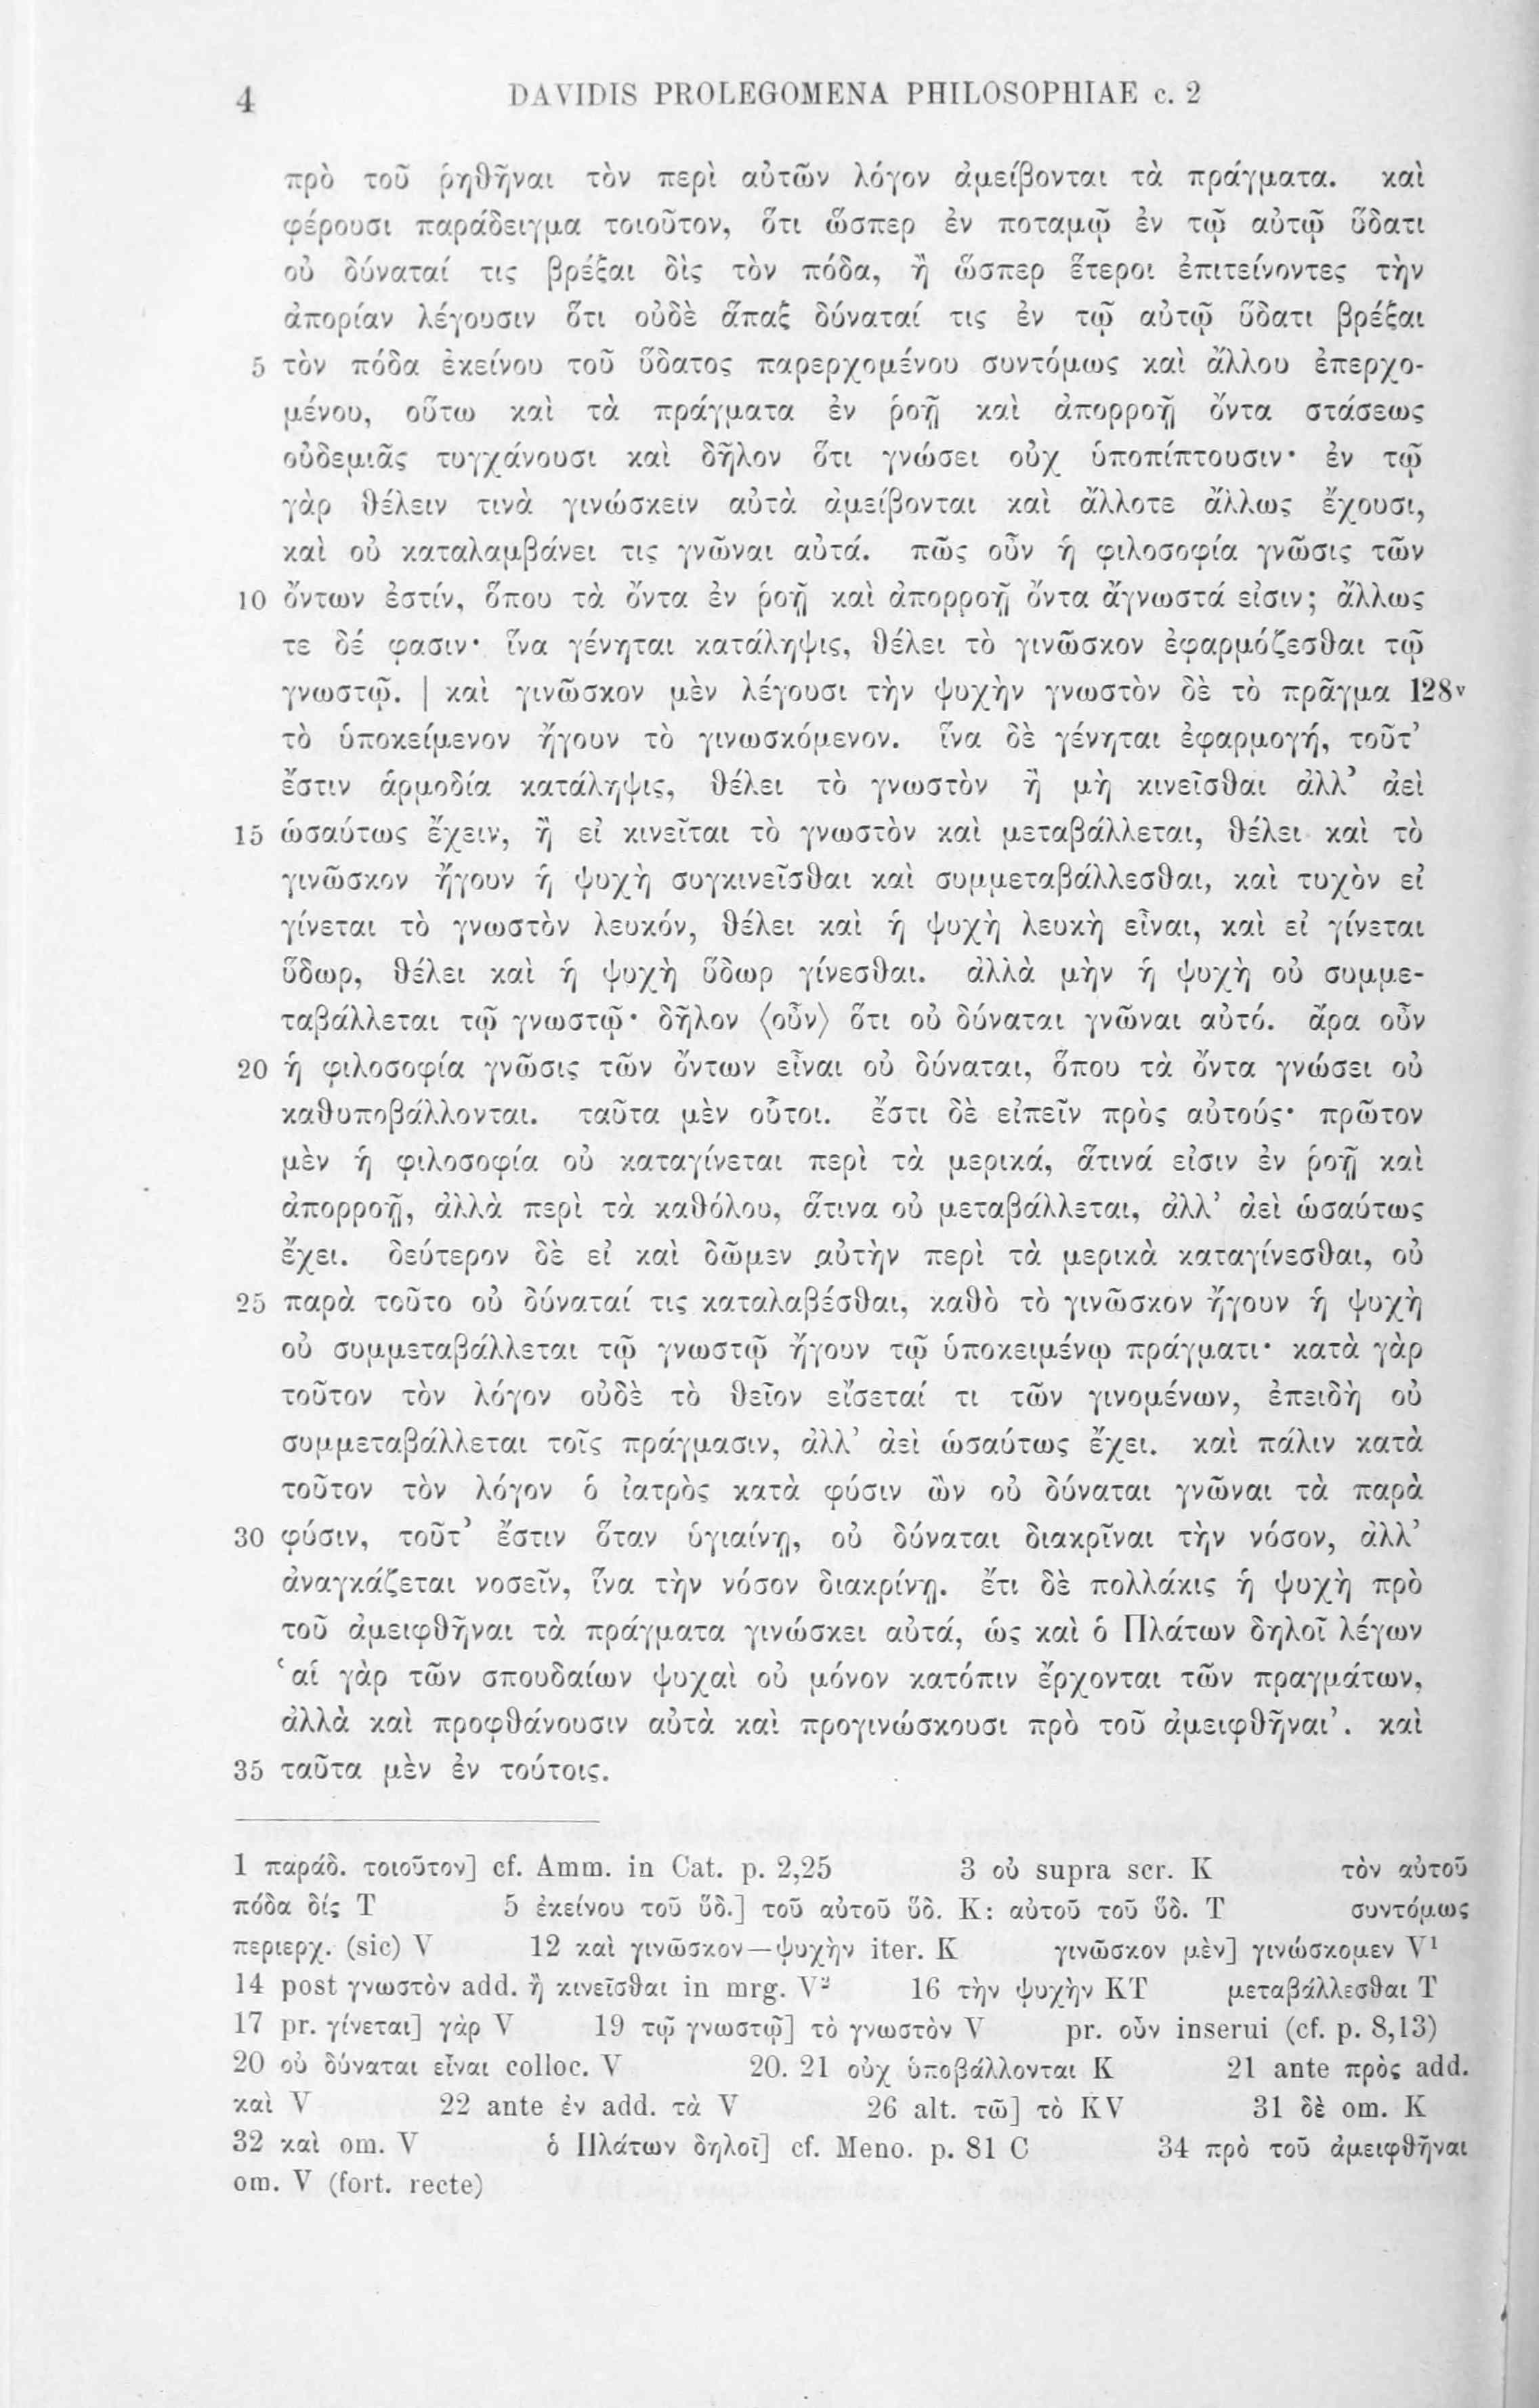 4 DAVIDIS PROLEGOMENA PHILOSOPHIAE c. 2
πρὸ τοῦ ῥηθῆναι τὸν περὶ αὐτῶν λόγον ἀμείβονται τὰ πράγματα. καὶ
φέρουσι παράδειγμα τοιοῦτον, ὅτι ὥσπερ ἐν ποταμῷ ἐν τῷ αὐτῷ ὕδατι
οὐ δύναταί τις βρέξαι δὶς τὸν πόδα, ἢ ὥσπερ ἕτεροι ἐπιτείνοντες τὴν
ἀπορίαν λέγουσιν ὅτι οὐδὲ ἅπαξ δύναταί τις ἐν τῷ αὐτῷ ὕδατι βρέξαι
5 τὸν πόδα ἐκείνου τοῦ ὕδατος παρερχομένου συντόμως καὶ ἄλλου ἐπερχο-
μένου, οὕτω καὶ τὰ πράγματα ἐν ῥοῇ καὶ ἀπορροῇ ὄντα στάσεως
οὐδεμιᾶς τυγχάνουσι καὶ δῆλον ὅτι γνώσει οὐχ ὑποπίπτουσιν· ἐν τῷ
γὰρ θέλειν τινὰ γινώσκειν αὐτὰ ἀμείβονται καὶ ἄλλοτε ἄλλως ἔχουσι,
καὶ οὐ καταλαμβάνει τις γνῶναι αὐτά. πῶς οὖν ἡ φιλοσοφία γνῶσις τῶν
10 ὄντων ἐστίν, ὅπου τὰ ὄντα ἐν ῥοῇ καὶ ἀπορροῇ ὄντα ἄγνωστά εἰσιν; ἄλλως
τε δέ φασιν· ἵνα γένηται κατάληψις, θέλει τὸ γινῶσκον ἐφαρμόζεσθαι τῷ
γνωστῷ. | καὶ γινῶσκον μὲν λέγουσι τὴν ψυχὴν γνωστὸν δὲ τὸ πρᾶγμα 128ᵛ
τὸ ὑποκείμενον ἤγουν τὸ γινωσκόμενον. ἵνα δὲ γένηται ἐφαρμογή, τοῦτ’
ἔστιν ἁρμοδία κατάληψις, θέλει τὸ γνωστὸν ἢ μὴ κινεῖσθαι ἀλλ’ ἀεὶ
15 ὡσαύτως ἔχειν, ἢ εἰ κινεῖται τὸ γνωστὸν καὶ μεταβάλλεται, θέλει καὶ τὸ
γινῶσκον ἤγουν ἡ ψυχὴ συγκινεῖσθαι καὶ συμμεταβάλλεσθαι, καὶ τυχὸν εἰ
γίνεται τὸ γνωστὸν λευκόν, θέλει καὶ ἡ ψυχὴ λευκὴ εἶναι, καὶ εἰ γίνεται
ὕδωρ, θέλει καὶ ἡ ψυχὴ ὕδωρ γίνεσθαι. ἀλλὰ μὴν ἡ ψυχὴ οὐ συμμε-
ταβάλλεται τῷ γνωστῷ· δῆλον ⟨οὖν⟩ ὅτι οὐ δύναται γνῶναι αὐτό. ἄρα οὖν
20 ἡ φιλοσοφία γνῶσις τῶν ὄντων εἶναι οὐ δύναται, ὅπου τὰ ὄντα γνώσει οὐ
καθυποβάλλονται. ταῦτα μὲν οὗτοι. ἔστι δὲ εἰπεῖν πρὸς αὐτούς· πρῶτον
μὲν ἡ φιλοσοφία οὐ καταγίνεται περὶ τὰ μερικά, ἅτινά εἰσιν ἐν ῥοῇ καὶ
ἀπορροῇ, ἀλλὰ περὶ τὰ καθόλου, ἅτινα οὐ μεταβάλλεται, ἀλλ’ ἀεὶ ὡσαύτως
ἔχει. δεύτερον δὲ εἰ καὶ δῶμεν αὐτὴν περὶ τὰ μερικὰ καταγίνεσθαι, οὐ
25 παρὰ τοῦτο οὐ δύναταί τις καταλαβέσθαι, καθὸ τὸ γινῶσκον ἤγουν ἡ ψυχὴ
οὐ συμμεταβάλλεται τῷ γνωστῷ ἤγουν τῷ ὑποκειμένῳ πράγματι· κατὰ γὰρ
τοῦτον τὸν λόγον οὐδὲ τὸ θεῖον εἴσεταί τι τῶν γινομένων, ἐπειδὴ οὐ
συμμεταβάλλεται τοῖς πράγμασιν, ἀλλ’ ἀεὶ ὡσαύτως ἔχει. καὶ πάλιν κατὰ
τοῦτον τὸν λόγον ὁ ἰατρὸς κατὰ φύσιν ὢν οὐ δύναται γνῶναι τὰ παρὰ
30 φύσιν, τοῦτ’ ἔστιν ὅταν ὑγιαίνῃ, οὐ δύναται διακρῖναι τὴν νόσον, ἀλλ’
ἀναγκάζεται νοσεῖν, ἵνα τὴν νόσον διακρίνῃ. ἔτι δὲ πολλάκις ἡ ψυχὴ πρὸ
τοῦ ἀμειφθῆναι τὰ πράγματα γινώσκει αὐτά, ὡς καὶ ὁ Πλάτων δηλοῖ λέγων
‘αἱ γὰρ τῶν σπουδαίων ψυχαὶ οὐ μόνον κατόπιν ἔρχονται τῶν πραγμάτων,
ἀλλὰ καὶ προφθάνουσιν αὐτὰ καὶ προγινώσκουσι πρὸ τοῦ ἀμειφθῆναι’. καὶ
35 ταῦτα μὲν ἐν τούτοις.
1 παράδ. τοιοῦτον] cf. Amm. in Cat. p. 2,25 3 οὐ supra scr. K τὸν αὐτοῦ
πόδα δίς T 5 ἐκείνου τοῦ ὕδ.] τοῦ αὐτοῦ ὕδ. K: αὐτοῦ τοῦ ὕδ. T συντόμως
περιερχ. (sic) V 12 καὶ γινῶσκον—ψυχὴν iter. K γινῶσκον μὲν] γινώσκομεν V¹
14 post γνωστὸν add. ἢ κινεῖσθαι in mrg. V² 16 τὴν ψυχὴν KT μεταβάλλεσθαι T
17 pr. γίνεται] γὰρ V 19 τῷ γνωστῷ] τὸ γνωστὸν V pr. οὖν inserui (cf. p. 8,13)
20 οὐ δύναται εἶναι colloc. V 20. 21 οὐχ ὑποβάλλονται K 21 ante πρὸς add.
καὶ V 22 ante ἐν add. τὰ V 26 alt. τῶ] τὸ KV 31 δὲ om. K
32 καὶ om. V ὁ Πλάτων δηλοῖ] cf. Meno. p. 81 C 34 πρὸ τοῦ ἀμειφθῆναι
om. V (fort. recte)